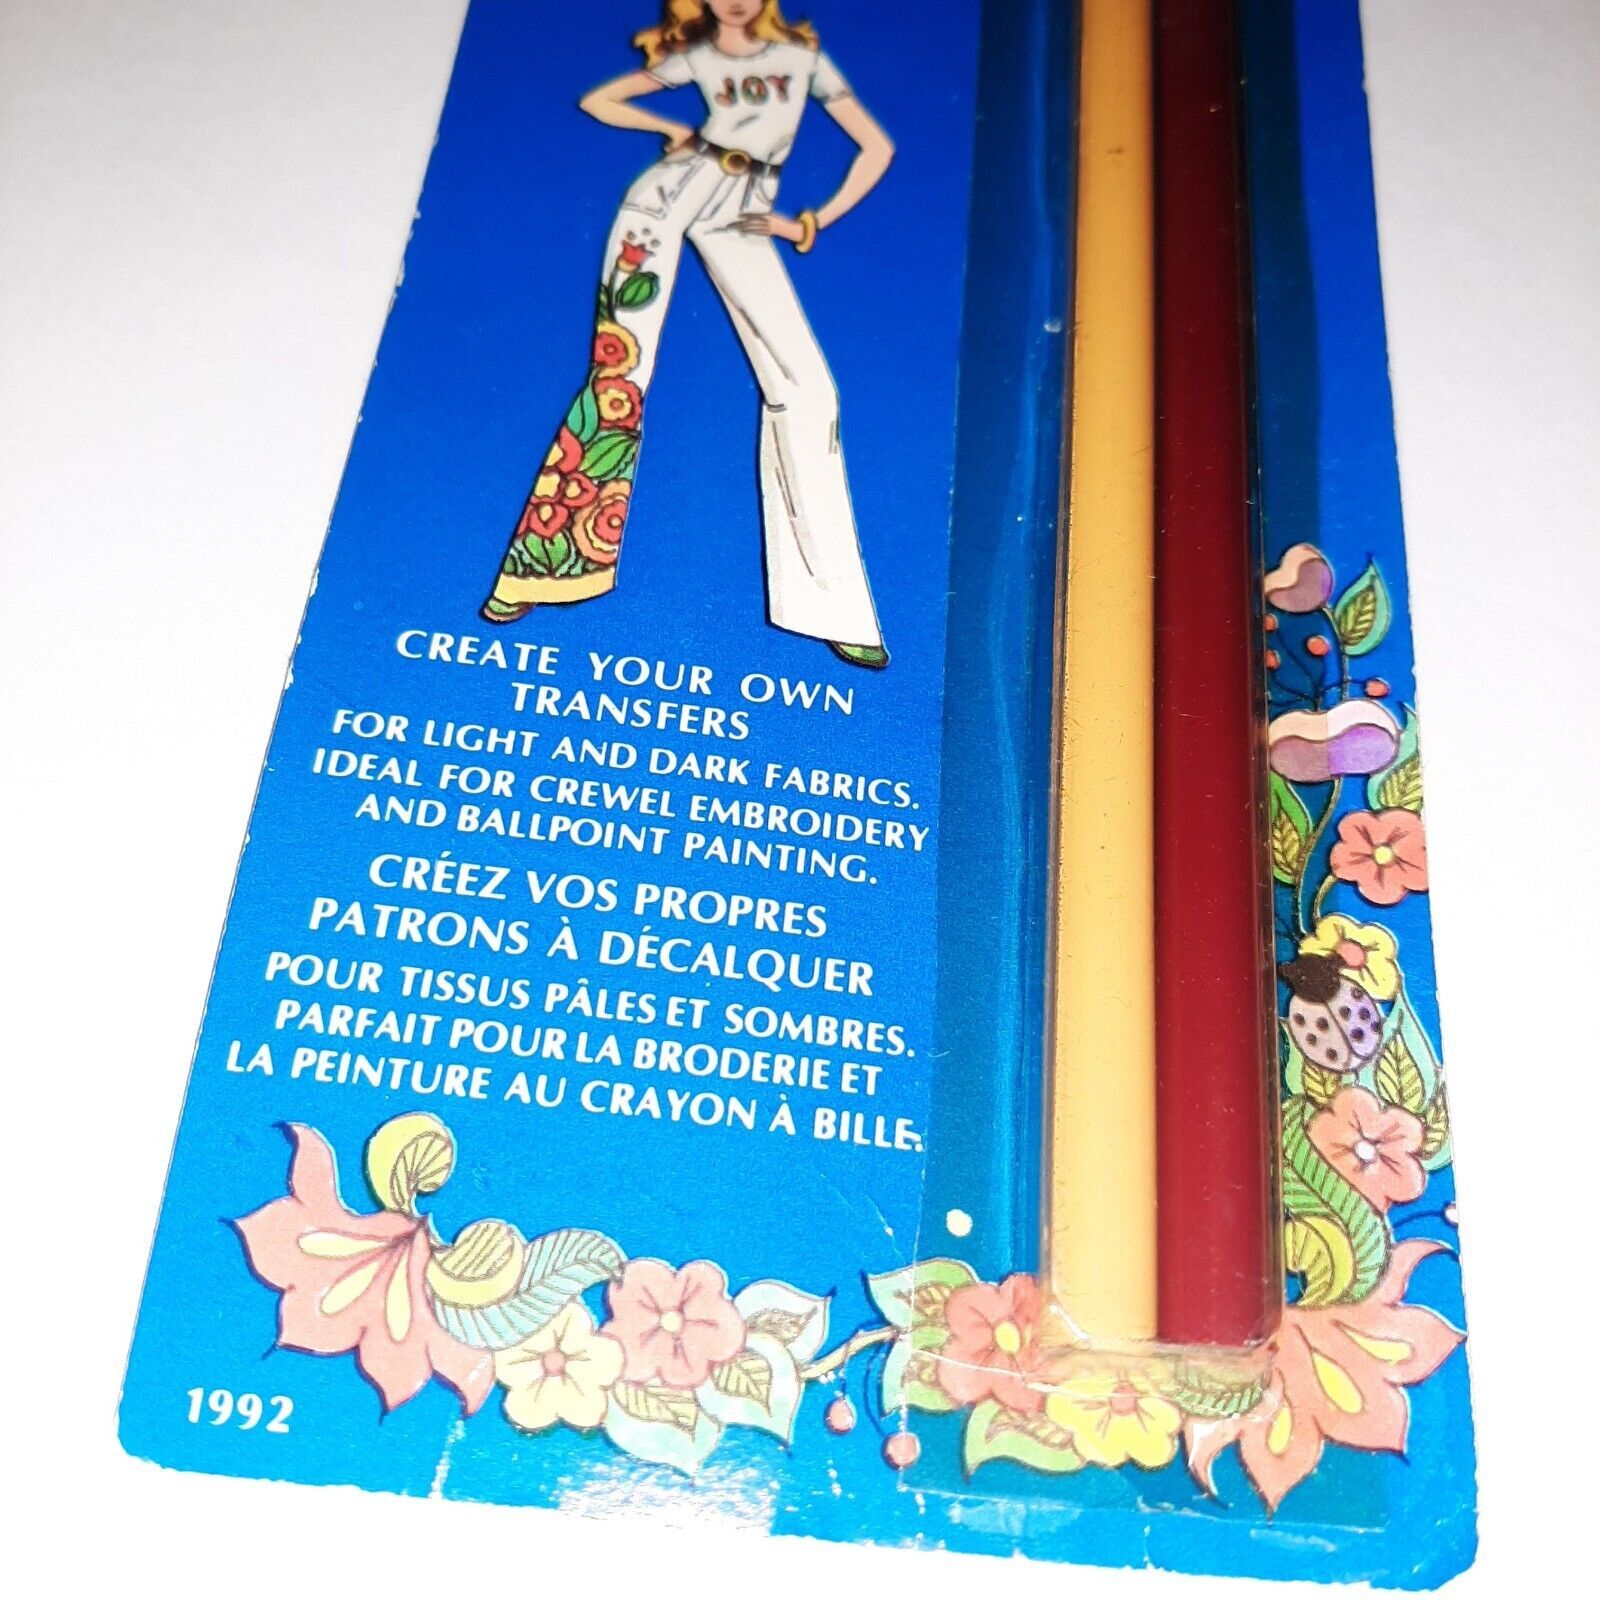 JOY
CREATE YOUR OWN
TRANSFERS
FOR LIGHT AND DARK FABRICS.
IDEAL FOR CREWEL EMBROIDERY
AND BALLPOINT PAINTING.
CRÉEZ VOS PROPRES
PATRONS À DÉCALQUER
POUR TISSUS PÂLES ET SOMBRES.
PARFAIT POUR LA BRODERIE ET
LA PEINTURE AU CRAYON À BILLE.
1992